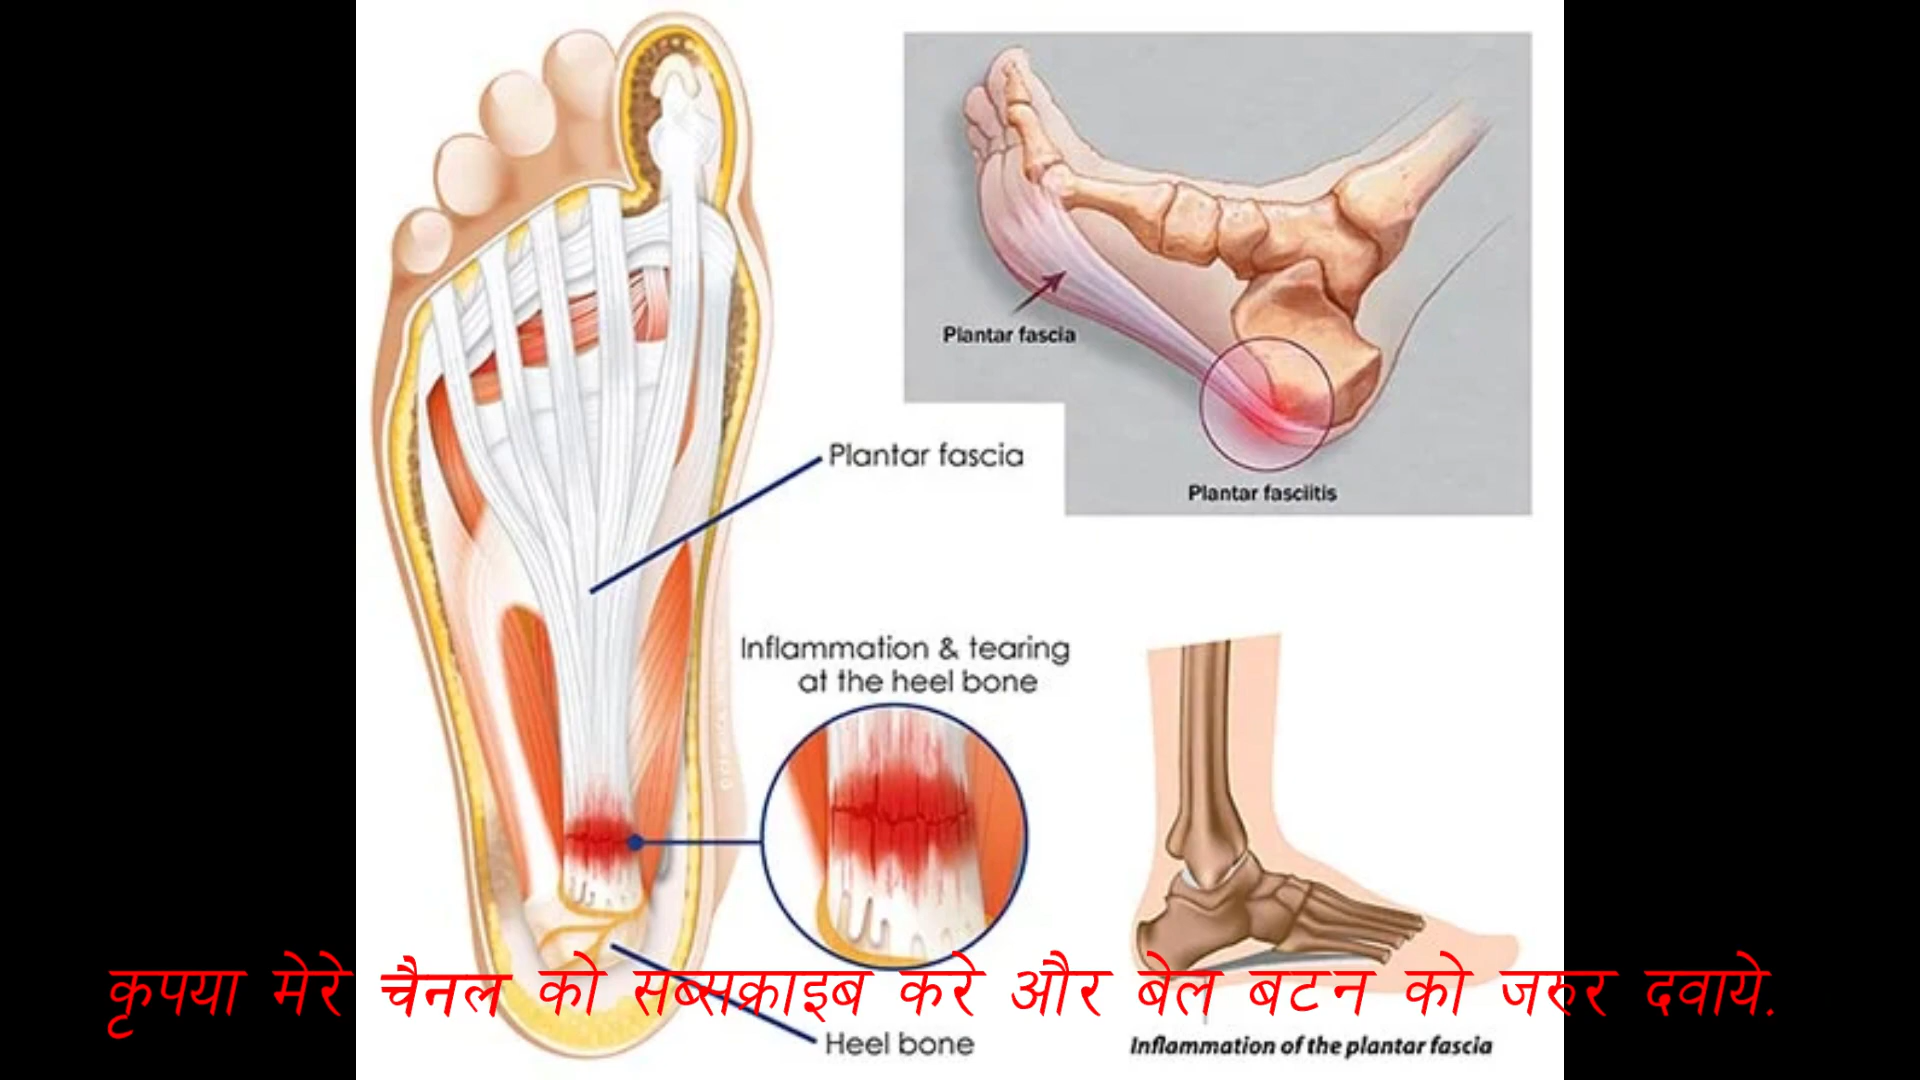 Plantar fascia
Plantar fasciitis
Plantar fascia
Inflammation & tearing
at the heel bone
कृपया मेरे चैनल को सब्सक्राइब करे और बेल बटन को जरुर दवाये.
Heel bone
Inflammation of the plantar fascia